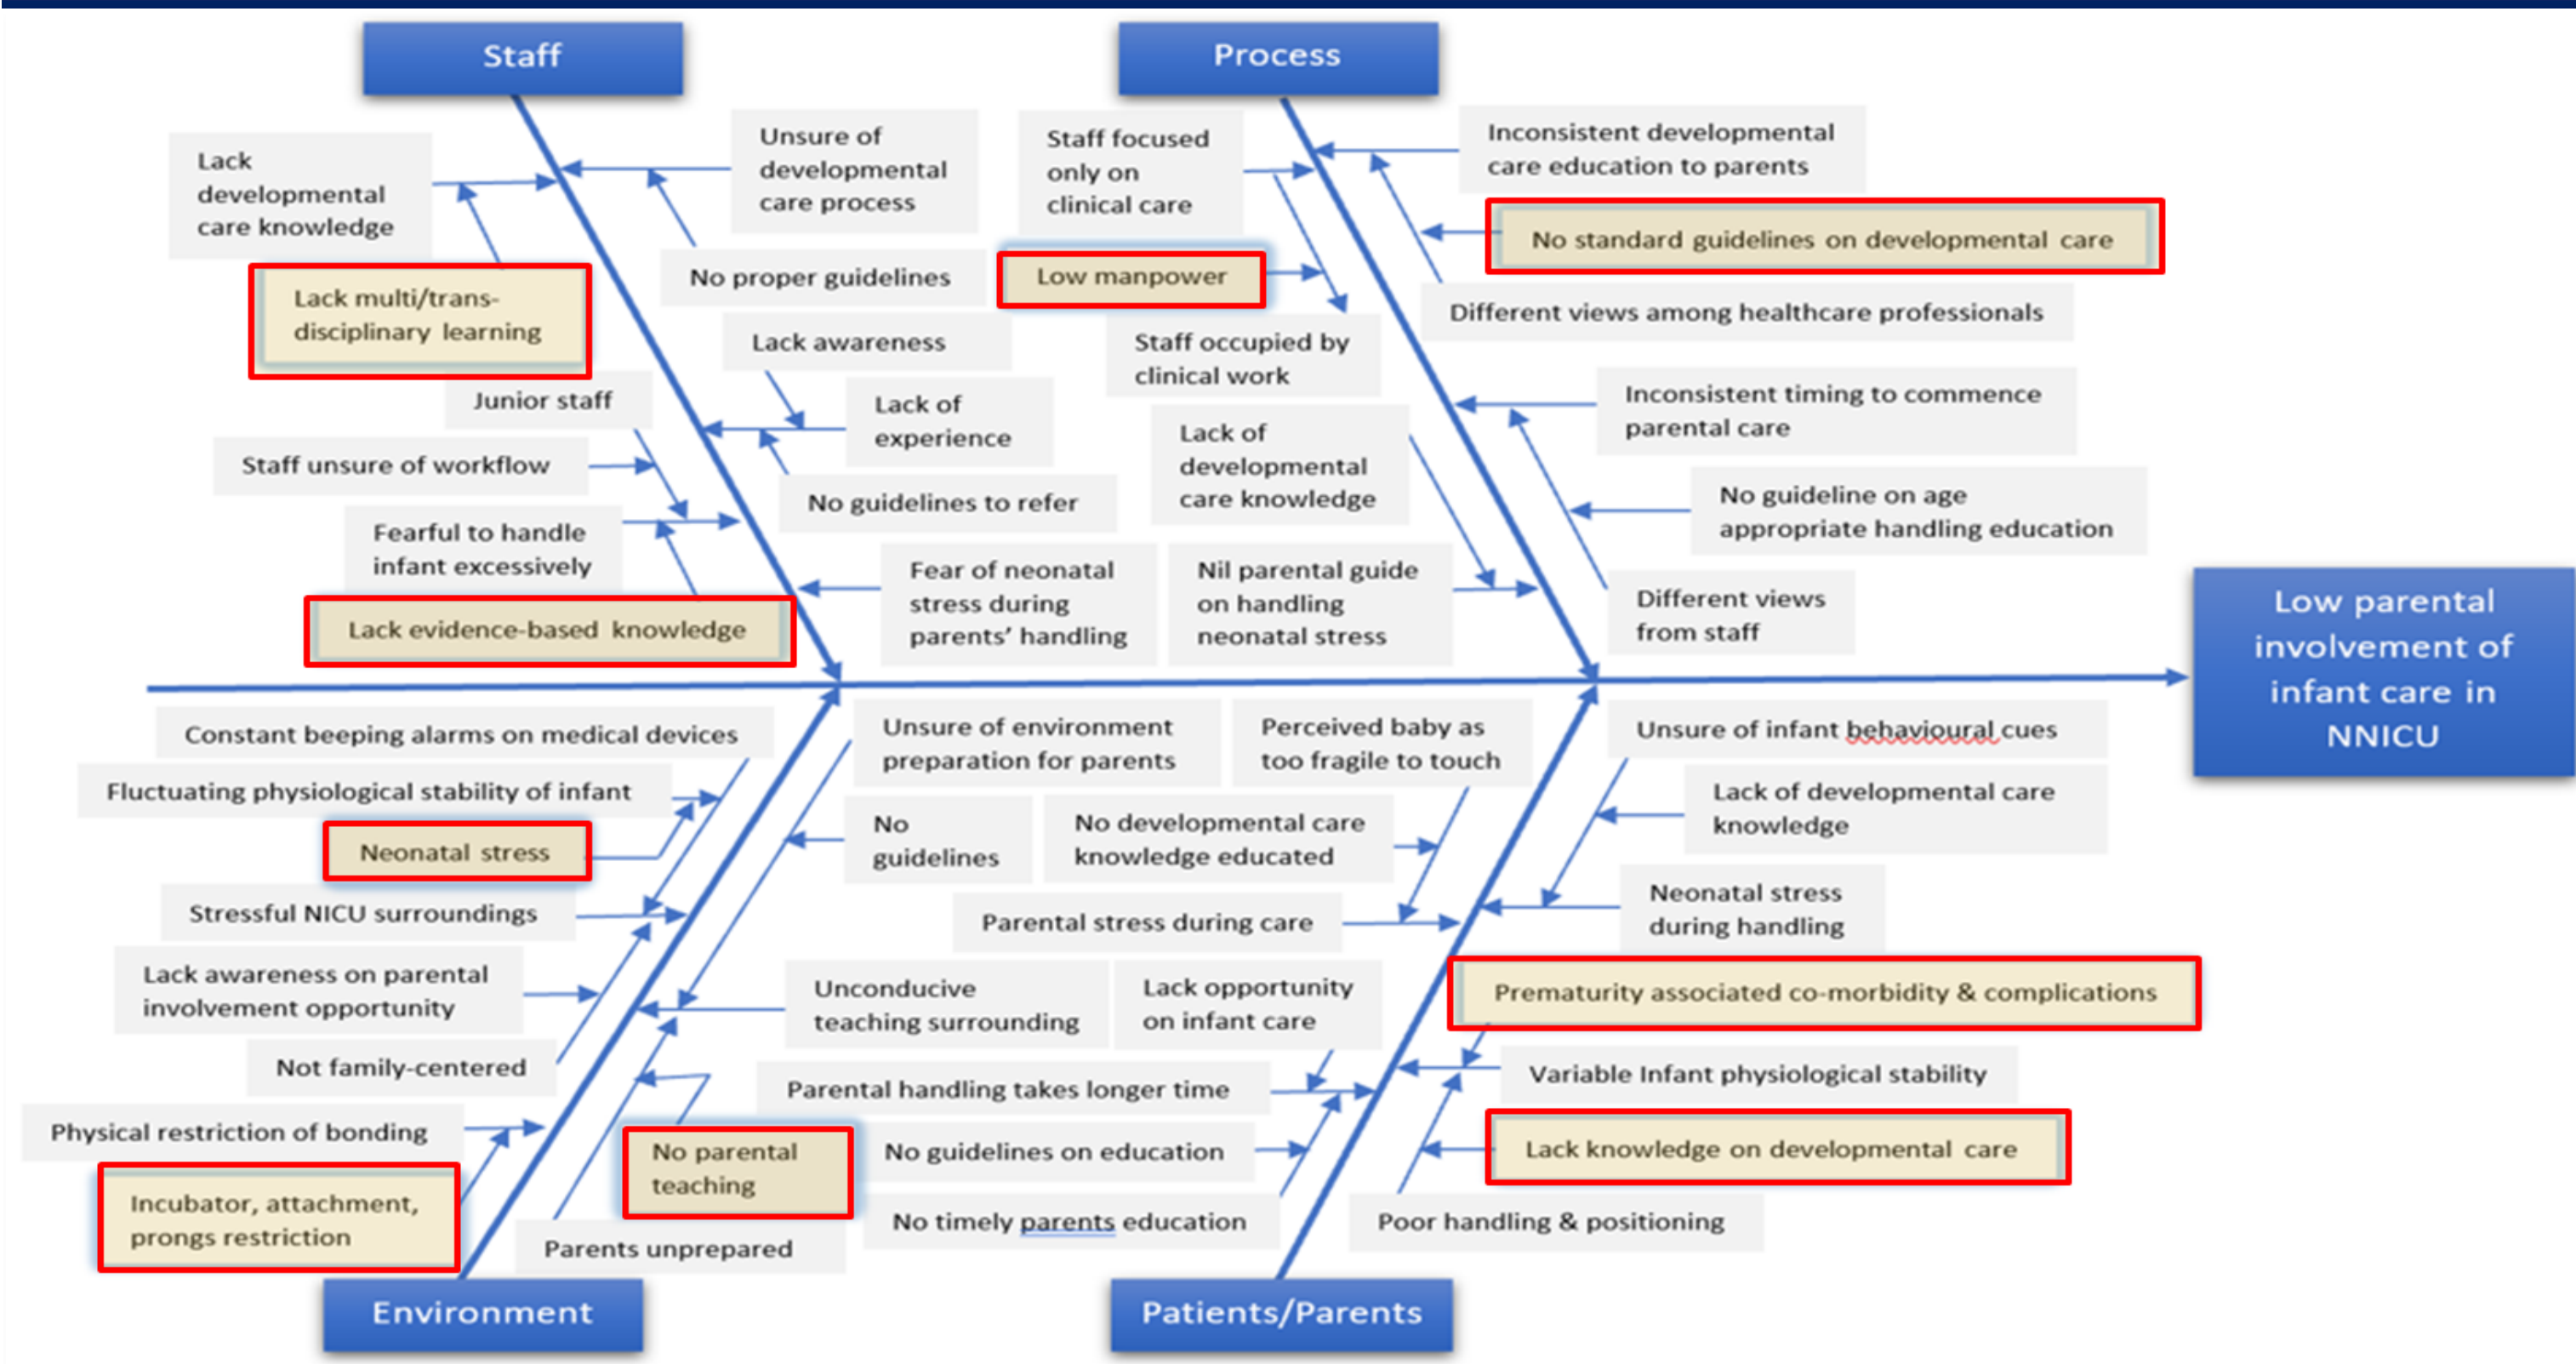 Staff
Process
Lack
developmental
care knowledge
Unsure of
developmental
care process
Lack multi/trans-
disciplinary learning
No proper guidelines
Lack awareness
Junior staff
Lack of
experience
Staff unsure of workflow
No guidelines to refer
Fearful to handle
infant excessively
Lack evidence-based knowledge
Fear of neonatal
stress during
parents' handling
Staff focused
only on
clinical care
Inconsistent developmental
care education to parents
No standard guidelines on developmental care
Low manpower
Different views among healthcare professionals
Staff occupied by
clinical work
Inconsistent timing to commence
parental care
Lack of
developmental
care knowledge
No guideline on age
appropriate handling education
Nil parental guide
on handling
neonatal stress
Different views
from staff
Low parental
involvement of
infant care in
NNICU
Constant beeping alarms on medical devices
Unsure of environment
preparation for parents
Fluctuating physiological stability of infant
No
guidelines
Neonatal stress
Stressful NICU surroundings
Lack awareness on parental
involvement opportunity
Unconducive
teaching surrounding
Not family-centered
Physical restriction of bonding
No parental
teaching
Incubator, attachment,
prongs restriction
Parents unprepared
Perceived baby as
too fragile to touch
Unsure of infant behavioural cues
No developmental care
knowledge educated
Lack of developmental care
knowledge
Parental stress during care
Neonatal stress
during handling
Lack opportunity
on infant care
Prematurity associated co-morbidity & complications
Parental handling takes longer time
Variable Infant physiological stability
No guidelines on education
Lack knowledge on developmental care
No timely parents education
Poor handling & positioning
Environment
Patients/Parents